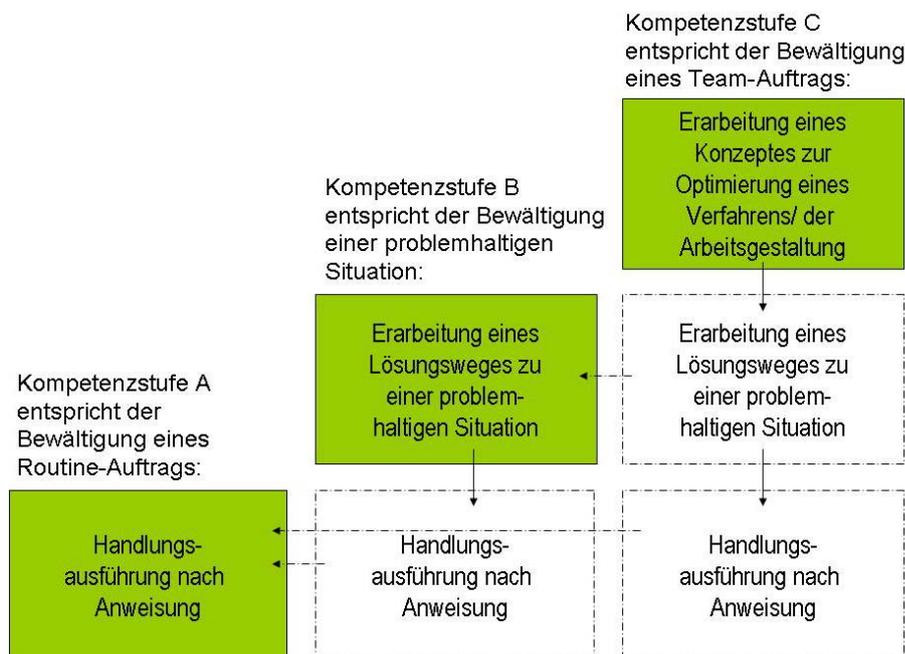 Kompetenzstufe C
entspricht der Bewältigung
eines Team-Auftrags:
Erarbeitung eines
Konzeptes zur
Optimierung eines
Verfahrens/ der
Arbeitsgestaltung
Kompetenzstufe B
entspricht der Bewältigung
einer problemhaltigen
Situation:
Erarbeitung eines
Lösungsweges zu
einer problem-
haltigen Situation
Erarbeitung eines
Lösungsweges zu
einer problem-
haltigen Situation
Kompetenzstufe A
entspricht der
Bewältigung eines
Routine-Auftrags:
Handlungs-
ausführung nach
Anweisung
Handlungs-
ausführung nach
Anweisung
Handlungs-
ausführung nach
Anweisung